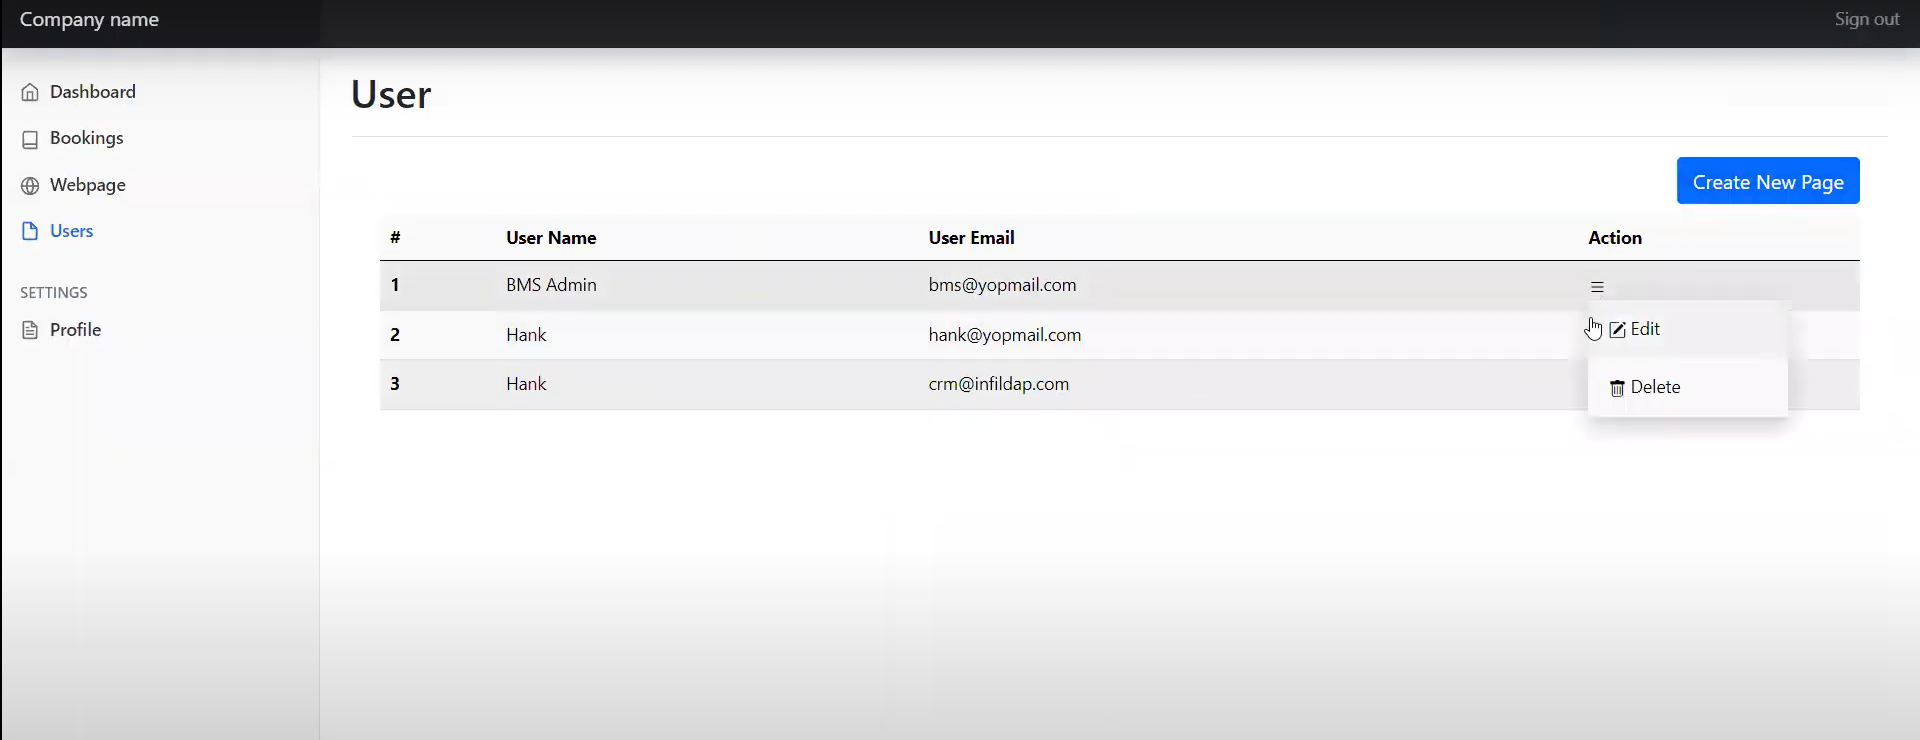 Company name
Sign out
Dashboard
Bookings
Webpage
Users
SETTINGS
Profile
User
Create New Page
# User Name User Email Action
1 BMS Admin bms@yopmail.com
2 Hank hank@yopmail.com
3 Hank crm@infildap.com
Edit
Delete